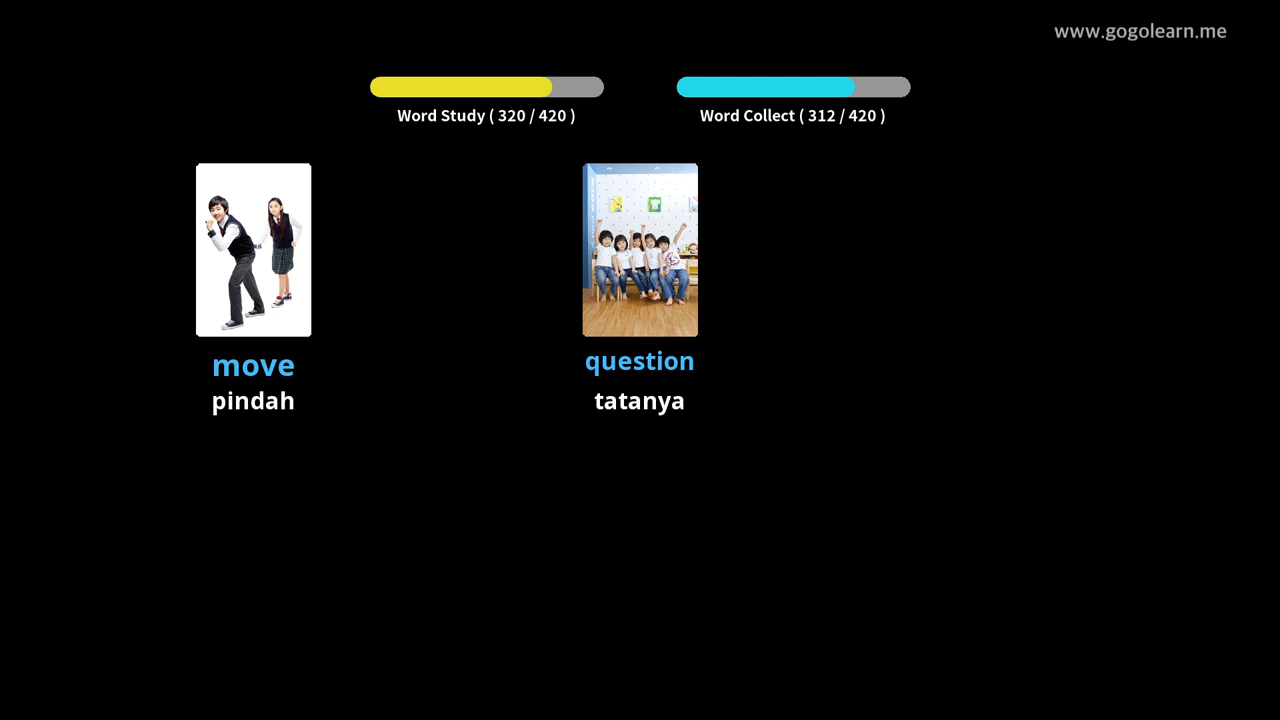 www.gogolearn.me
Word Study ( 320 / 420 )
Word Collect ( 312 / 420 )
move
pindah
question
tatanya